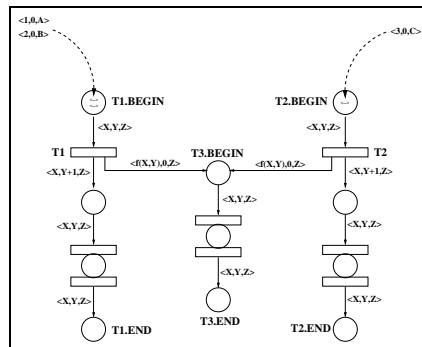 <1,0,A>
<2,0,B>
<3,0,C>
T1.BEGIN
T2.BEGIN
<X,Y,Z>
<X,Y,Z>
T1
T3.BEGIN
T2
<f(X,Y),0,Z>
<f(X,Y),0,Z>
<X,Y+1,Z>
<X,Y+1,Z>
<X,Y,Z>
<X,Y,Z>
<X,Y,Z>
<X,Y,Z>
<X,Y,Z>
<X,Y,Z>
T3.END
T1.END
T2.END